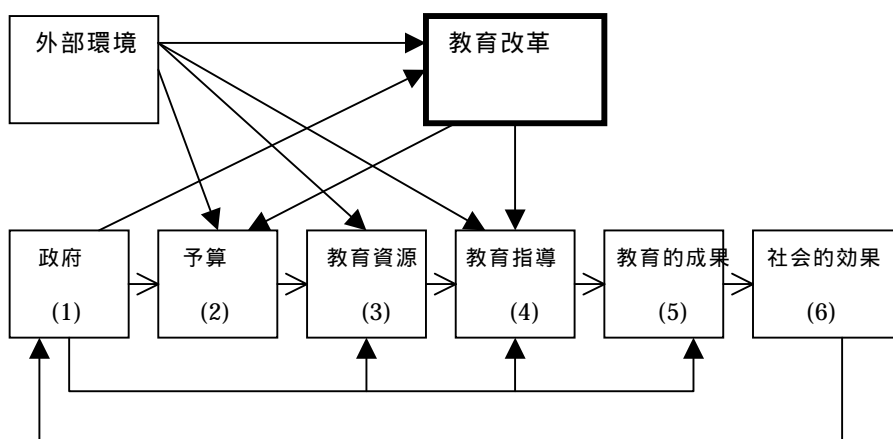 外部環境
教育改革
政府
(1)
予算
(2)
教育資源
(3)
教育指導
(4)
教育的成果
(5)
社会的効果
(6)